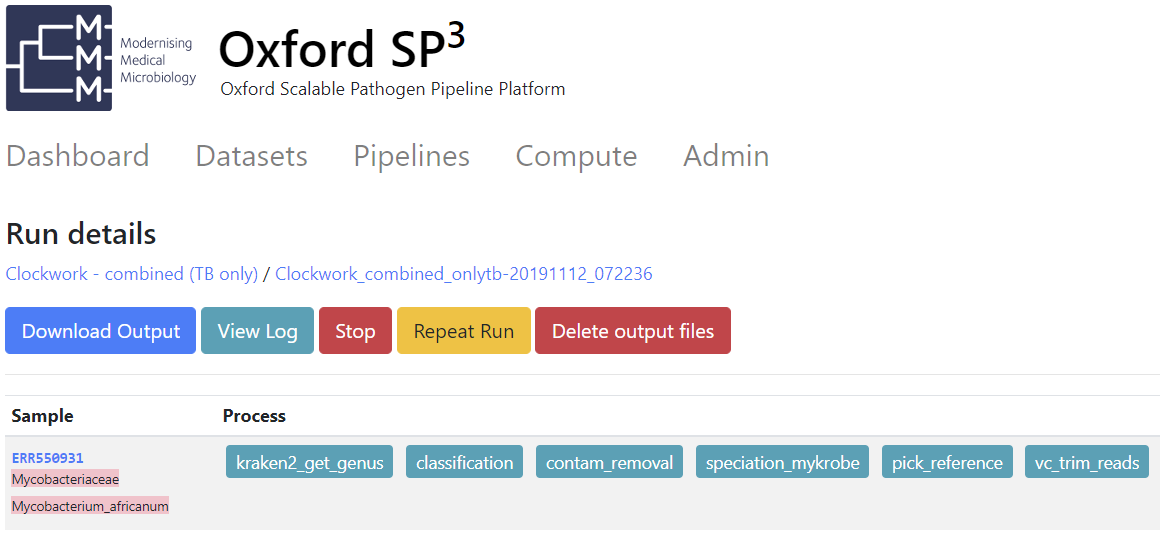 M
M
M
Modernising
Medical
Microbiology
Oxford SP3
Oxford Scalable Pathogen Pipeline Platform
Dashboard Datasets Pipelines Compute Admin
Run details
Clockwork - combined (TB only) / Clockwork_combined_onlytb-20191112_072236
Download Output View Log Stop Repeat Run Delete output files
Sample Process
ERR550931 kraken2_get_genus classification contam_removal speciation_mykrobe pick_reference vc_trim_reads
Mycobacteriaceae
Mycobacterium_africanum